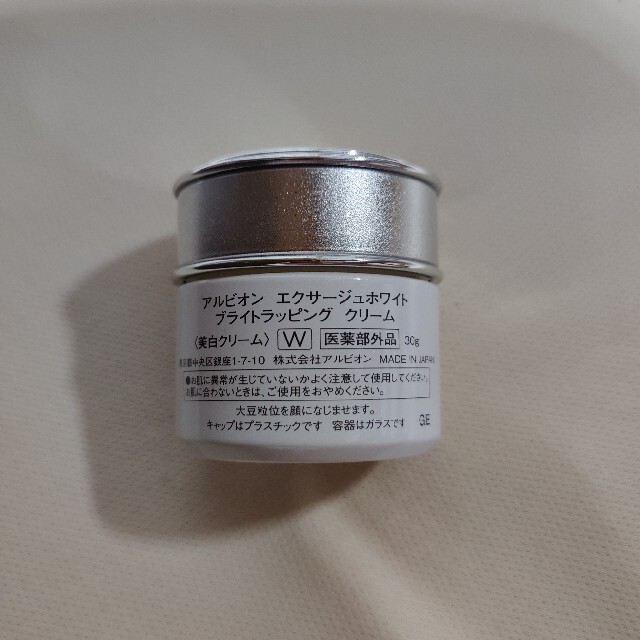 アルビオン エクサージュホワイト
ブライトラッピング クリーム
〈美白クリーム〉 W 医薬部外品 30g
東京都中央区銀座1-7-10 株式会社アルビオン MADE IN JAPAN
●お肌に異常が生じていないかよく注意して使用してください。
お肌に合わないときは、ご使用をおやめください。
大豆粒位を顔になじませます。
キャップはプラスチックです 容器はガラスです GE